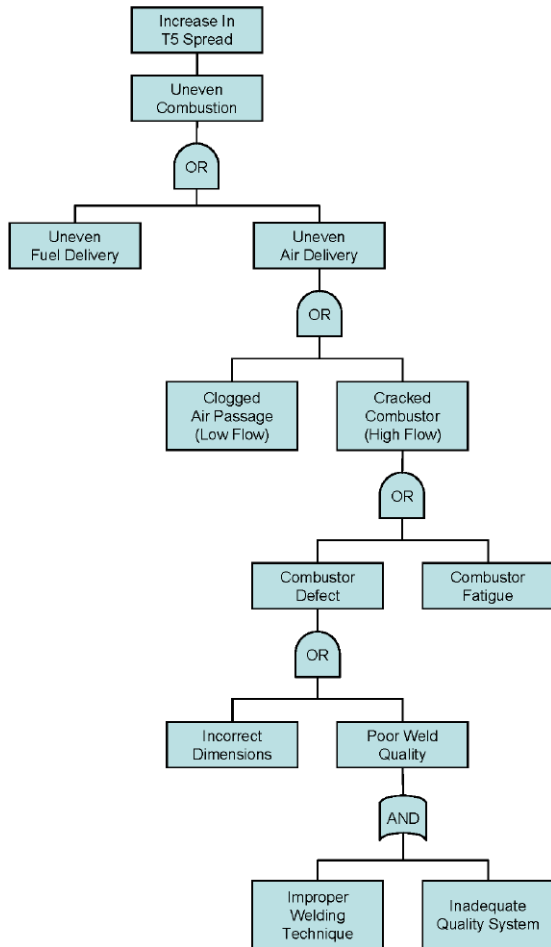 Increase In
T5 Spread
Uneven
Combustion
OR
Uneven
Fuel Delivery
Uneven
Air Delivery
OR
Clogged
Air Passage
(Low Flow)
Cracked
Combustor
(High Flow)
OR
Combustor
Defect
Combustor
Fatigue
OR
Incorrect
Dimensions
Poor Weld
Quality
AND
Improper
Welding
Technique
Inadequate
Quality System